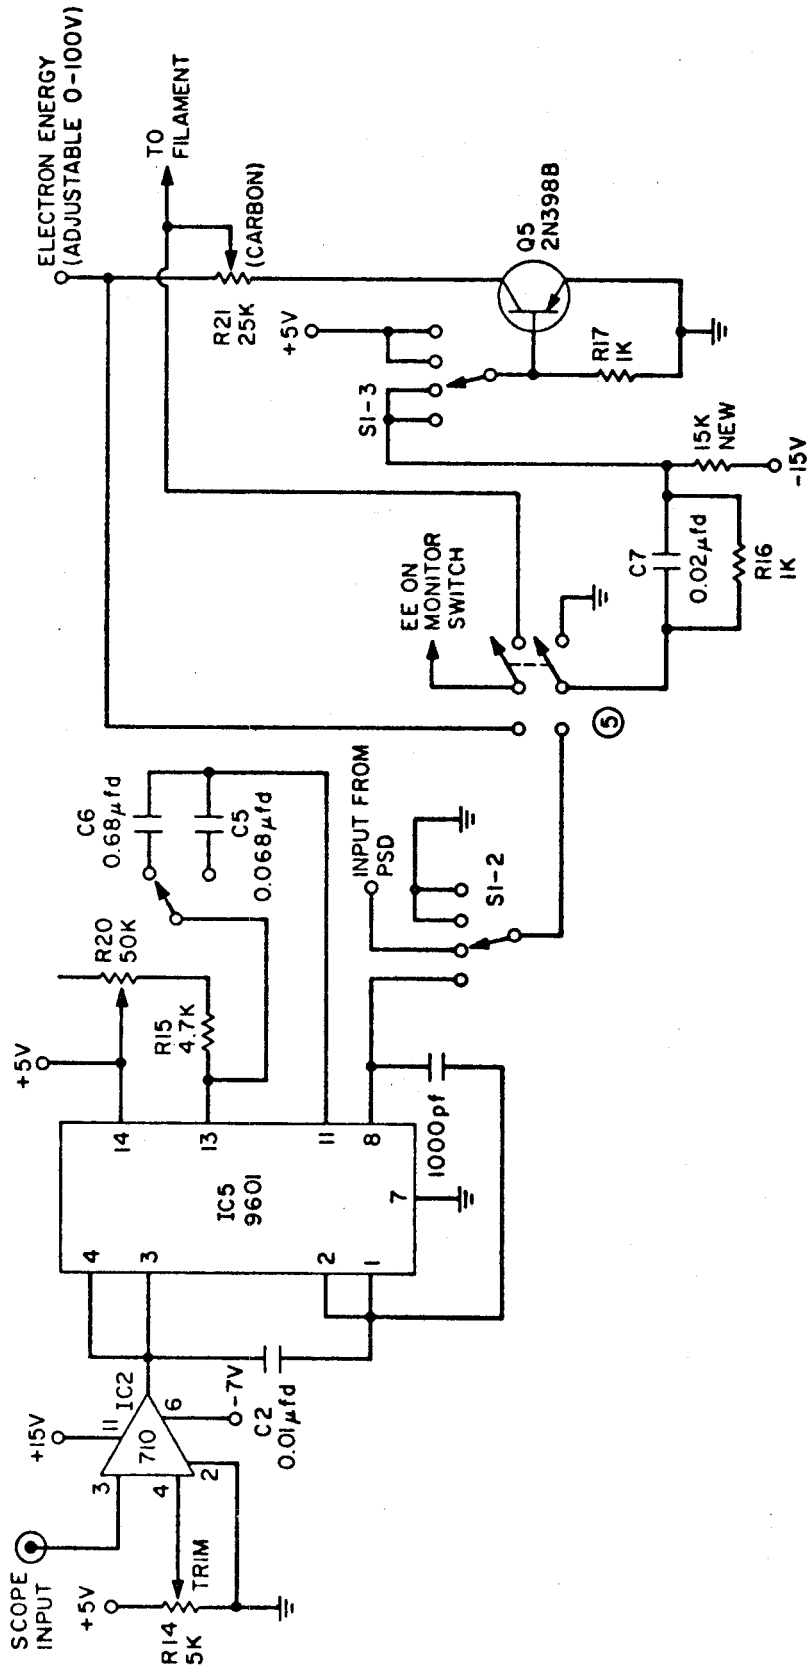 SCOPE
INPUT
+5V
R14
5K
TRIM
3
4
2
+15V
11
710
IC2
6
-7V
C2
0.01µfd
4
3
2
1
IC5
9601
14
13
11
8
7
+5V
R20
50K
R15
4.7K
1000pf
C6
0.68µfd
C5
0.068µfd
INPUT FROM
PSD
S1-2
5
EE ON
MONITOR
SWITCH
C7
0.02µfd
R16
1K
15K
NEW
-15V
S1-3
+5V
R17
1K
Q5
2N398B
R21
25K
(CARBON)
TO
FILAMENT
ELECTRON ENERGY
(ADJUSTABLE 0-100V)